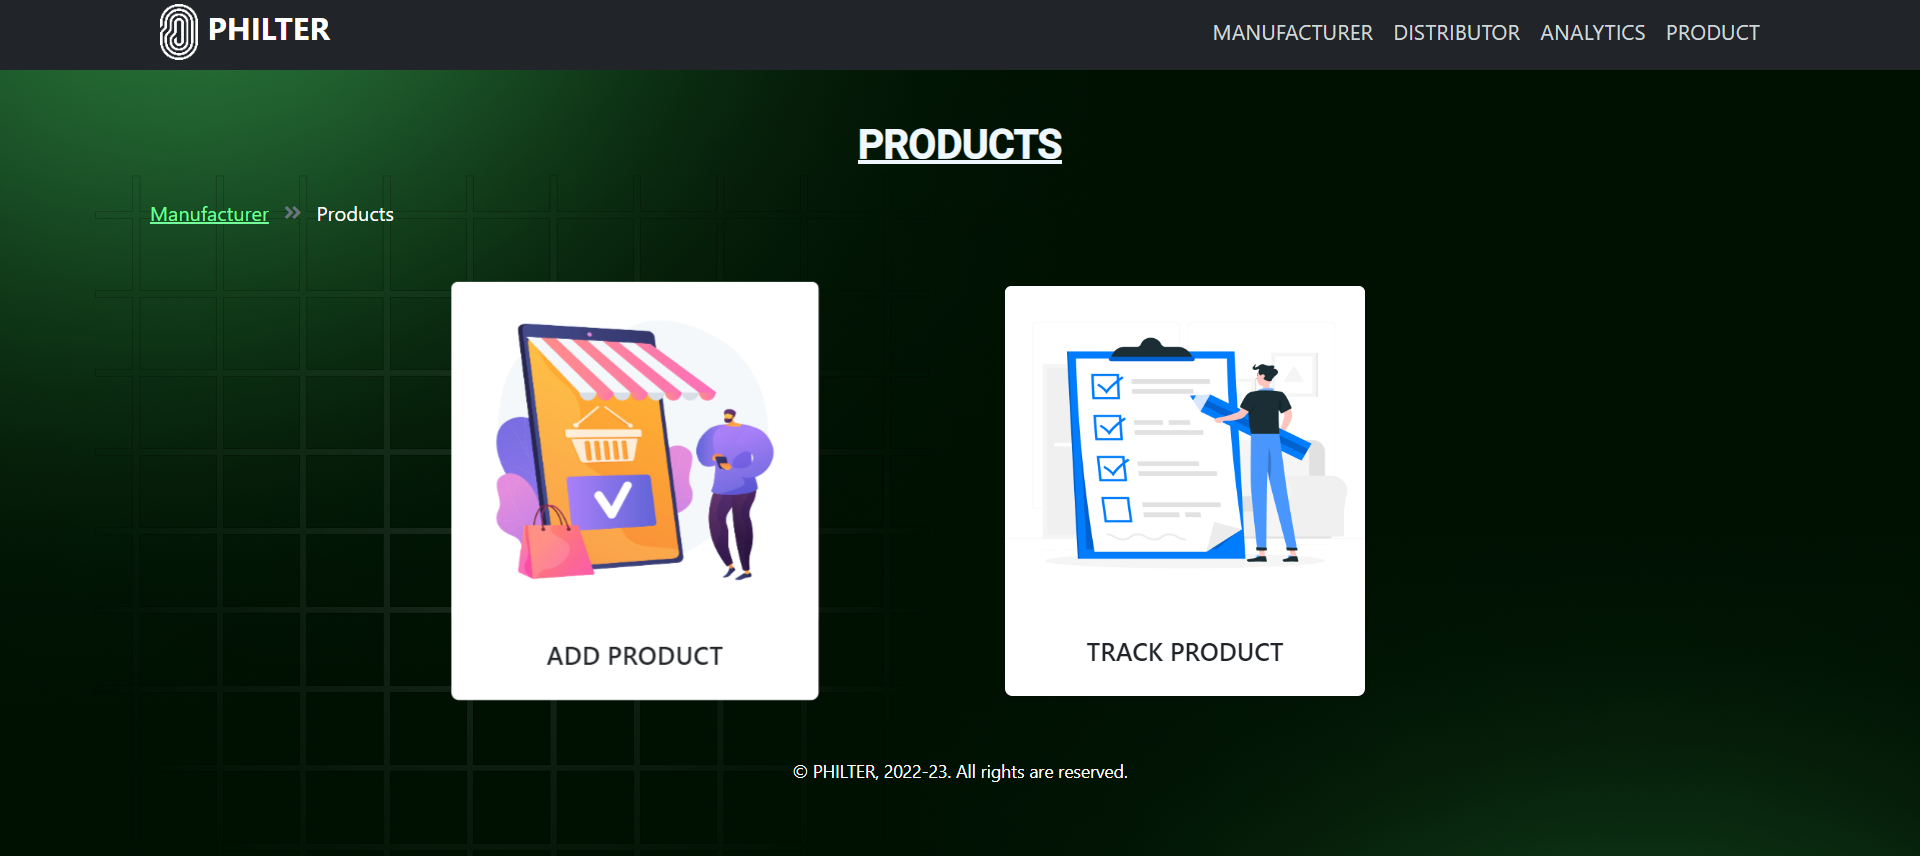 PHILTER
MANUFACTURER DISTRIBUTOR ANALYTICS PRODUCT
PRODUCTS
Manufacturer » Products
ADD PRODUCT
TRACK PRODUCT
© PHILTER, 2022-23. All rights are reserved.